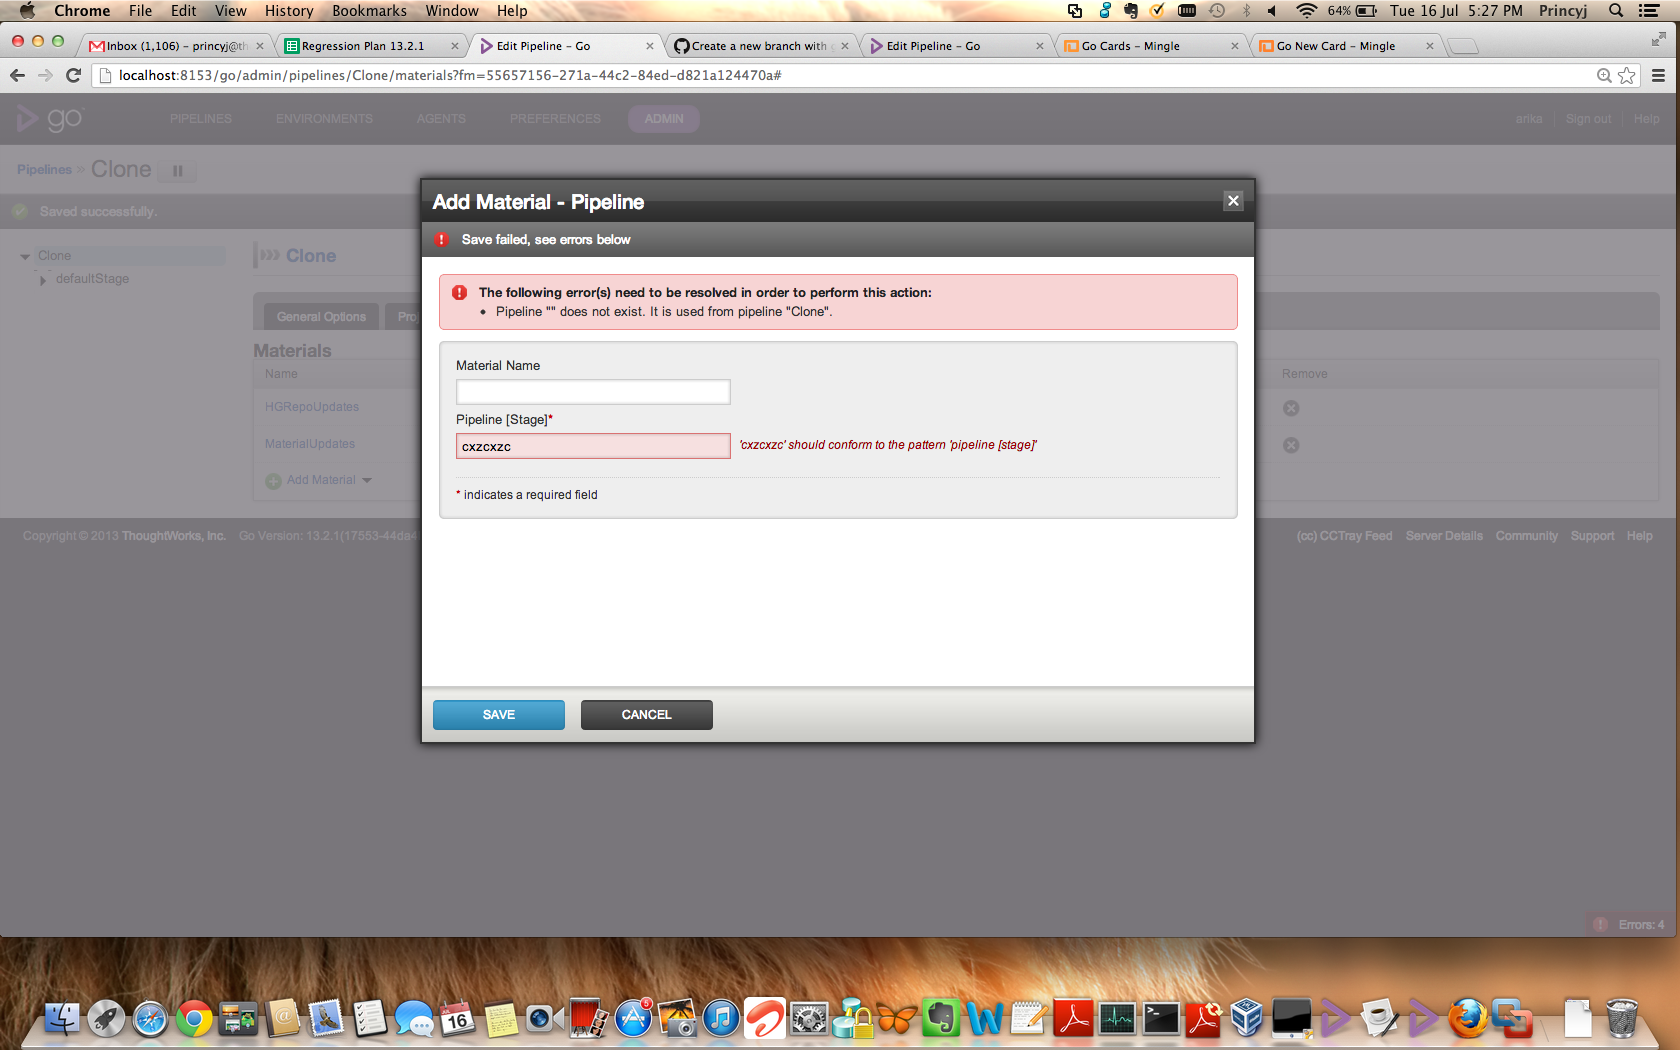 Chrome File Edit View History Bookmarks Window Help 64% Tue 16 Jul 5:27 PM Princyj
Inbox (1,106) – princyj@th Regression Plan 13.2.1 Edit Pipeline – Go Create a new branch with Edit Pipeline – Go Go Cards – Mingle Go New Card – Mingle
localhost:8153/go/admin/pipelines/Clone/materials?fm=55657156-271a-44c2-84ed-d821a124470a#
go PIPELINES ENVIRONMENTS AGENTS PREFERENCES ADMIN arika Sign out Help
Pipelines » Clone
Saved successfully.
Clone
defaultStage
Clone
General Options
Materials
Name Remove
HGRepoUpdates
MaterialUpdates
Add Material
Add Material - Pipeline
Save failed, see errors below
The following error(s) need to be resolved in order to perform this action:
• Pipeline "" does not exist. It is used from pipeline "Clone".
Material Name
Pipeline [Stage]*
cxzcxzc 'cxzcxzc' should conform to the pattern 'pipeline [stage]'
* indicates a required field
SAVE CANCEL
Copyright © 2013 ThoughtWorks, Inc. Go Version: 13.2.1(17553-44da4 (cc) CCTray Feed Server Details Community Support Help
Errors: 4
5
JUL
16